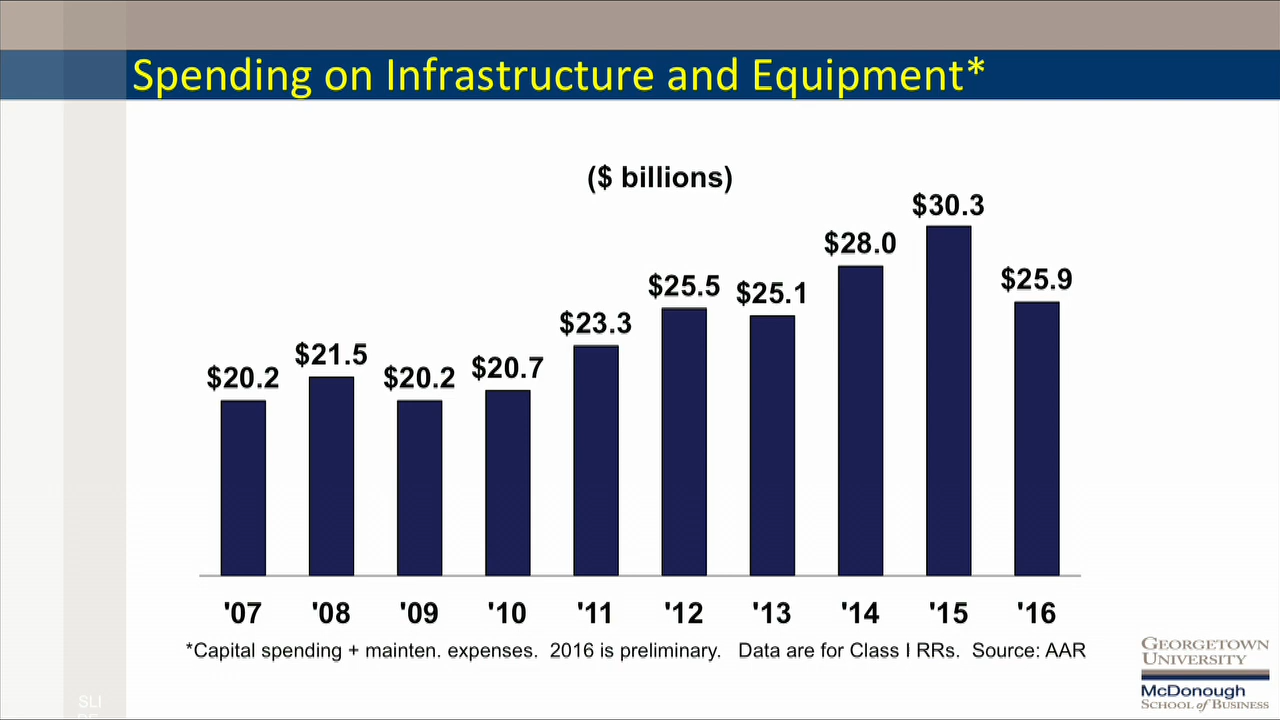 Spending on Infrastructure and Equipment*
($ billions)
$20.2 $21.5 $20.2 $20.7 $23.3 $25.5 $25.1 $28.0 $30.3 $25.9
'07 '08 '09 '10 '11 '12 '13 '14 '15 '16
*Capital spending + mainten. expenses. 2016 is preliminary. Data are for Class I RRs. Source: AAR
GEORGETOWN
UNIVERSITY
McDonough
SCHOOL of BUSINESS
SLI